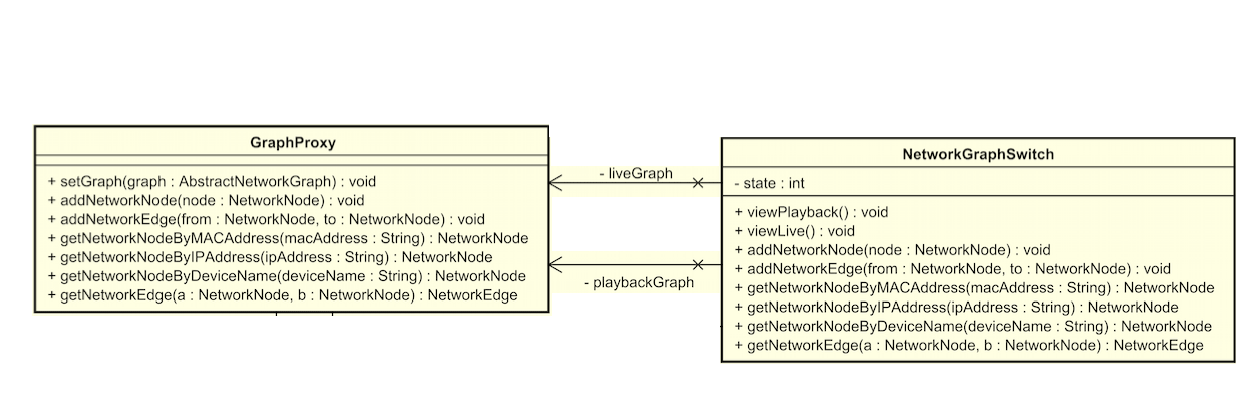 GraphProxy
+ setGraph(graph : AbstractNetworkGraph) : void
+ addNetworkNode(node : NetworkNode) : void
+ addNetworkEdge(from : NetworkNode, to : NetworkNode) : void
+ getNetworkNodeByMACAddress(macAddress : String) : NetworkNode
+ getNetworkNodeByIPAddress(ipAddress : String) : NetworkNode
+ getNetworkNodeByDeviceName(deviceName : String) : NetworkNode
+ getNetworkEdge(a : NetworkNode, b : NetworkNode) : NetworkEdge
- liveGraph
- playbackGraph
NetworkGraphSwitch
- state : int
+ viewPlayback() : void
+ viewLive() : void
+ addNetworkNode(node : NetworkNode) : void
+ addNetworkEdge(from : NetworkNode, to : NetworkNode) : void
+ getNetworkNodeByMACAddress(macAddress : String) : NetworkNode
+ getNetworkNodeByIPAddress(ipAddress : String) : NetworkNode
+ getNetworkNodeByDeviceName(deviceName : String) : NetworkNode
+ getNetworkEdge(a : NetworkNode, b : NetworkNode) : NetworkEdge